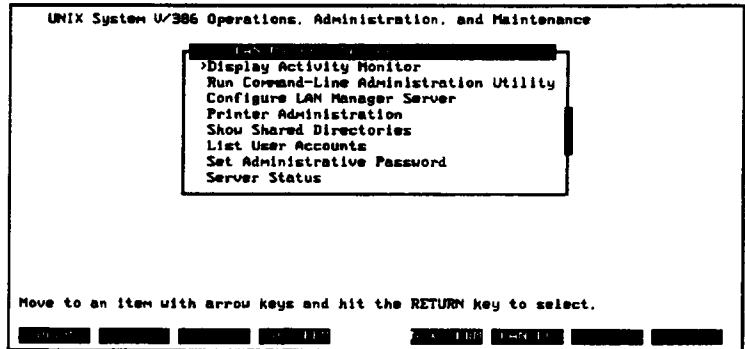 UNIX System V/386 Operations, Administration, and Maintenance
>Display Activity Monitor
Run Command-Line Administration Utility
Configure LAN Manager Server
Printer Administration
Show Shared Directories
List User Accounts
Set Administrative Password
Server Status
Move to an item with arrow keys and hit the RETURN key to select.